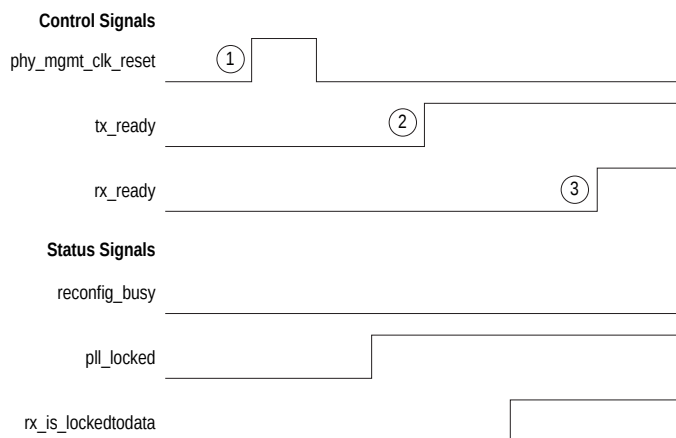 Control Signals
phy_mgmt_clk_reset
1
tx_ready
2
rx_ready
3
Status Signals
reconfig_busy
pll_locked
rx_is_lockedtodata